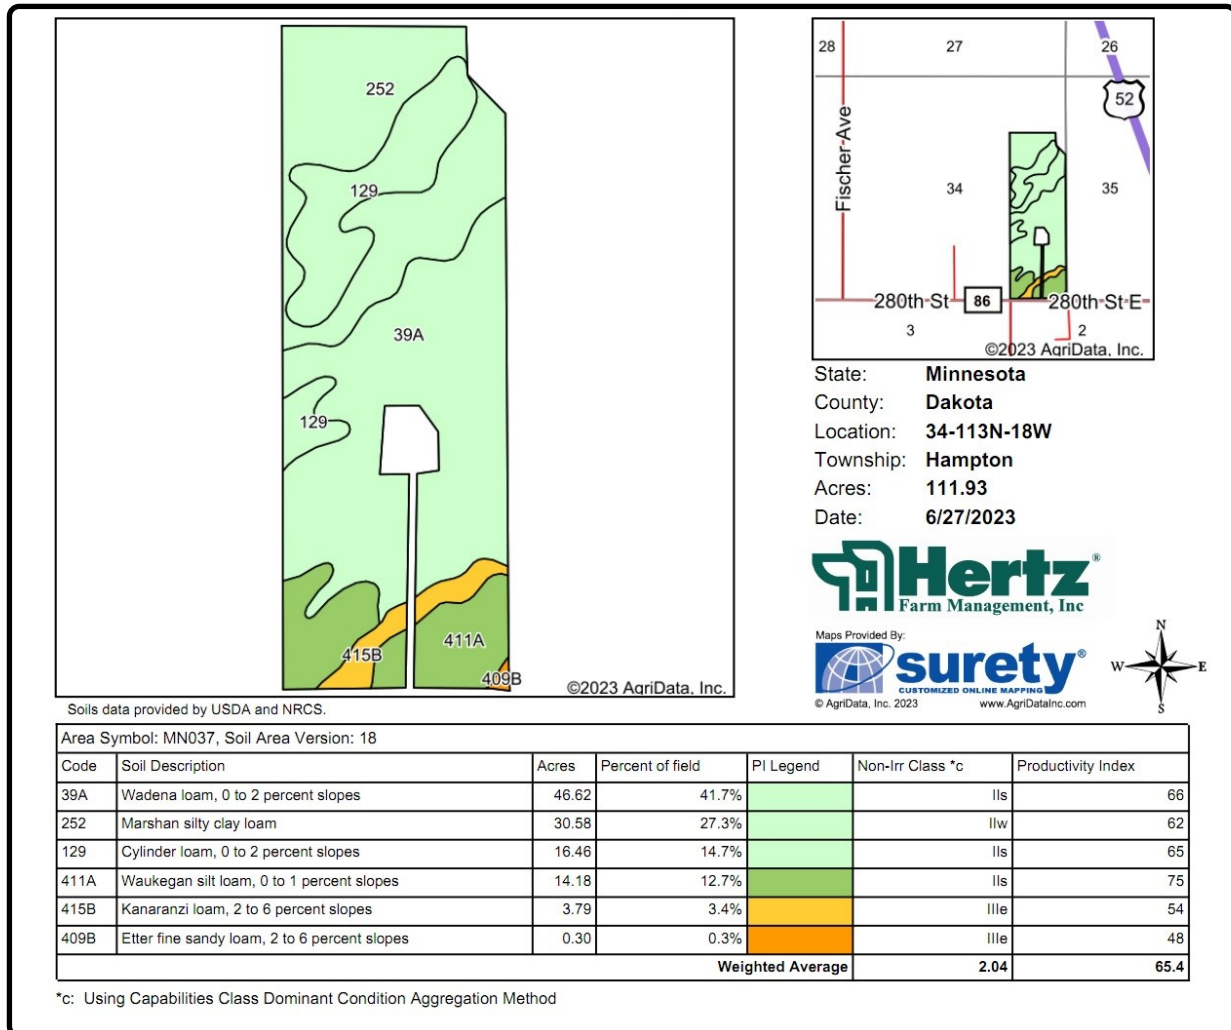 252
129
39A
129
415B
411A
409B
©2023 AgriData, Inc.
28
27
26
52
Fischer Ave
34
35
280th St
86
280th St E
3
2
©2023 AgriData, Inc.
State: Minnesota
County: Dakota
Location: 34-113N-18W
Township: Hampton
Acres: 111.93
Date: 6/27/2023
Hertz®
Farm Management, Inc
Maps Provided By:
surety®
CUSTOMIZED ONLINE MAPPING
© AgriData, Inc. 2023 www.AgriDataInc.com
N
W E
S
Soils data provided by USDA and NRCS.
Area Symbol: MN037, Soil Area Version: 18
Code Soil Description Acres Percent of field PI Legend Non-Irr Class *c Productivity Index
39A Wadena loam, 0 to 2 percent slopes 46.62 41.7% IIs 66
252 Marshan silty clay loam 30.58 27.3% IIw 62
129 Cylinder loam, 0 to 2 percent slopes 16.46 14.7% IIs 65
411A Waukegan silt loam, 0 to 1 percent slopes 14.18 12.7% IIs 75
415B Kanaranzi loam, 2 to 6 percent slopes 3.79 3.4% IIIe 54
409B Etter fine sandy loam, 2 to 6 percent slopes 0.30 0.3% IIIe 48
Weighted Average 2.04 65.4
*c: Using Capabilities Class Dominant Condition Aggregation Method